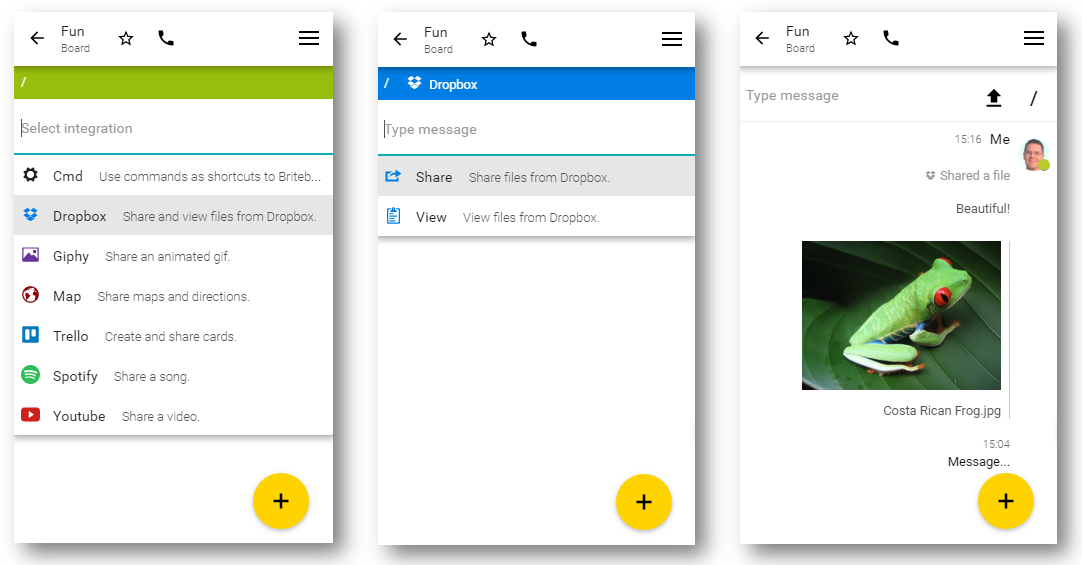 Fun
Board
/
Select integration
Cmd Use commands as shortcuts to Briteb...
Dropbox Share and view files from Dropbox.
Giphy Share an animated gif.
Map Share maps and directions.
Trello Create and share cards.
Spotify Share a song.
Youtube Share a video.
+
Fun
Board
/ Dropbox
Type message
Share Share files from Dropbox.
View View files from Dropbox.
+
Fun
Board
Type message /
15:16 Me
Shared a file
Beautiful!
Costa Rican Frog.jpg
15:04
Message...
+